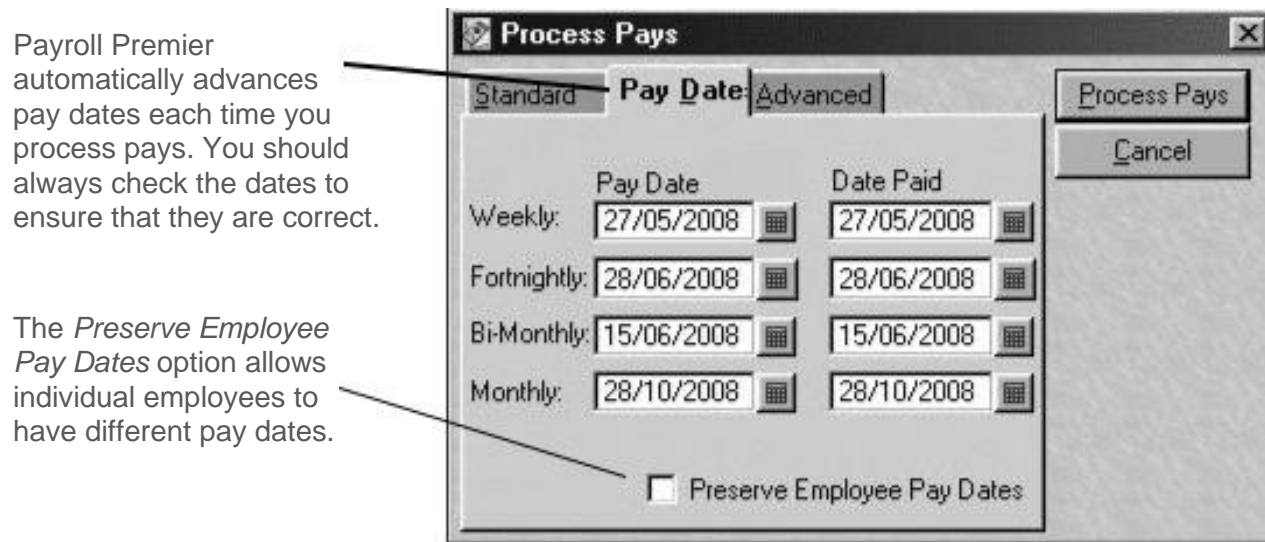 Payroll Premier
automatically advances
pay dates each time you
process pays. You should
always check the dates to
ensure that they are correct.
The Preserve Employee
Pay Dates option allows
individual employees to
have different pay dates.
Process Pays
Standard Pay Date: Advanced
Process Pays
Cancel
Pay Date Date Paid
Weekly: 27/05/2008 27/05/2008
Fortnightly: 28/06/2008 28/06/2008
Bi-Monthly: 15/06/2008 15/06/2008
Monthly: 28/10/2008 28/10/2008
Preserve Employee Pay Dates